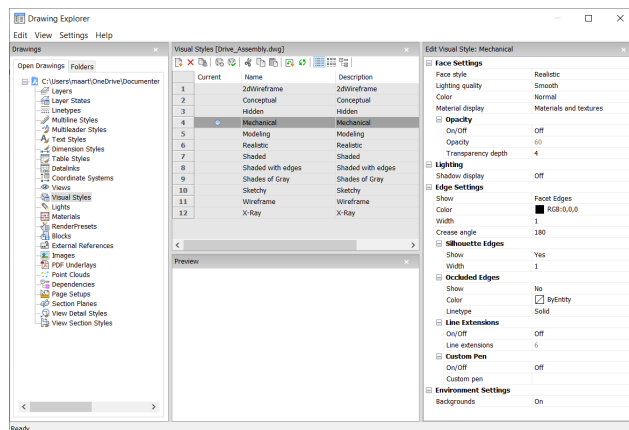 Drawing Explorer
Edit View Settings Help
Drawings
Open Drawings Folders
C:\Users\maart\OneDrive\Documenter
Layers
Layer States
Linetypes
Multiline Styles
Multileader Styles
Text Styles
Dimension Styles
Table Styles
Datalinks
Coordinate Systems
Views
Visual Styles
Lights
Materials
RenderPresets
Blocks
External References
Images
PDF Underlays
Point Clouds
Dependencies
Page Setups
Section Planes
View Detail Styles
View Section Styles
Visual Styles [Drive_Assembly.dwg]
Current Name Description
1 2dWireframe 2dWireframe
2 Conceptual Conceptual
3 Hidden Hidden
4 Mechanical Mechanical
5 Modeling Modeling
6 Realistic Realistic
7 Shaded Shaded
8 Shaded with edges Shaded with edges
9 Shades of Gray Shades of Gray
10 Sketchy Sketchy
11 Wireframe Wireframe
12 X-Ray X-Ray
Preview
Edit Visual Style: Mechanical
Face Settings
Face style Realistic
Lighting quality Smooth
Color Normal
Material display Materials and textures
Opacity
On/Off Off
Opacity 60
Transparency depth 4
Lighting
Shadow display Off
Edge Settings
Show Facet Edges
Color RGB:0,0,0
Width 1
Crease angle 180
Silhouette Edges
Show Yes
Width 1
Occluded Edges
Show No
Color ByEntity
Linetype Solid
Line Extensions
On/Off Off
Line extensions 6
Custom Pen
On/Off Off
Custom pen
Environment Settings
Backgrounds On
Ready